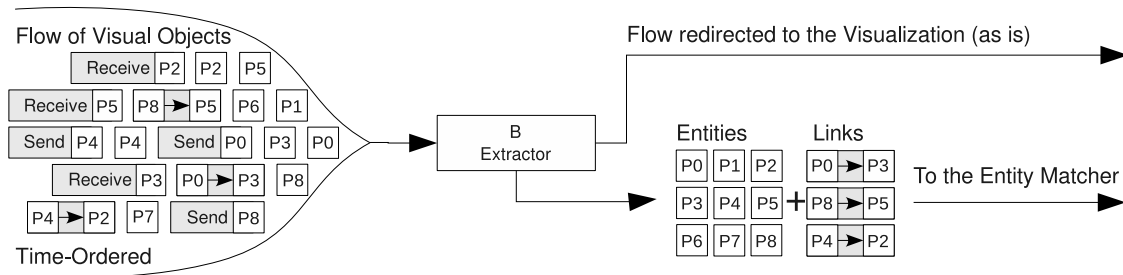 Flow of Visual Objects
Receive P2 P2 P5
Receive P5 P8 P5 P6 P1
Send P4 P4 Send P0 P3 P0
Receive P3 P0 P3 P8
P4 P2 P7 Send P8
Time-Ordered
B
Extractor
Flow redirected to the Visualization (as is)
Entities Links
P0 P1 P2 P0 P3
P3 P4 P5 + P8 P5
P6 P7 P8 P4 P2
To the Entity Matcher